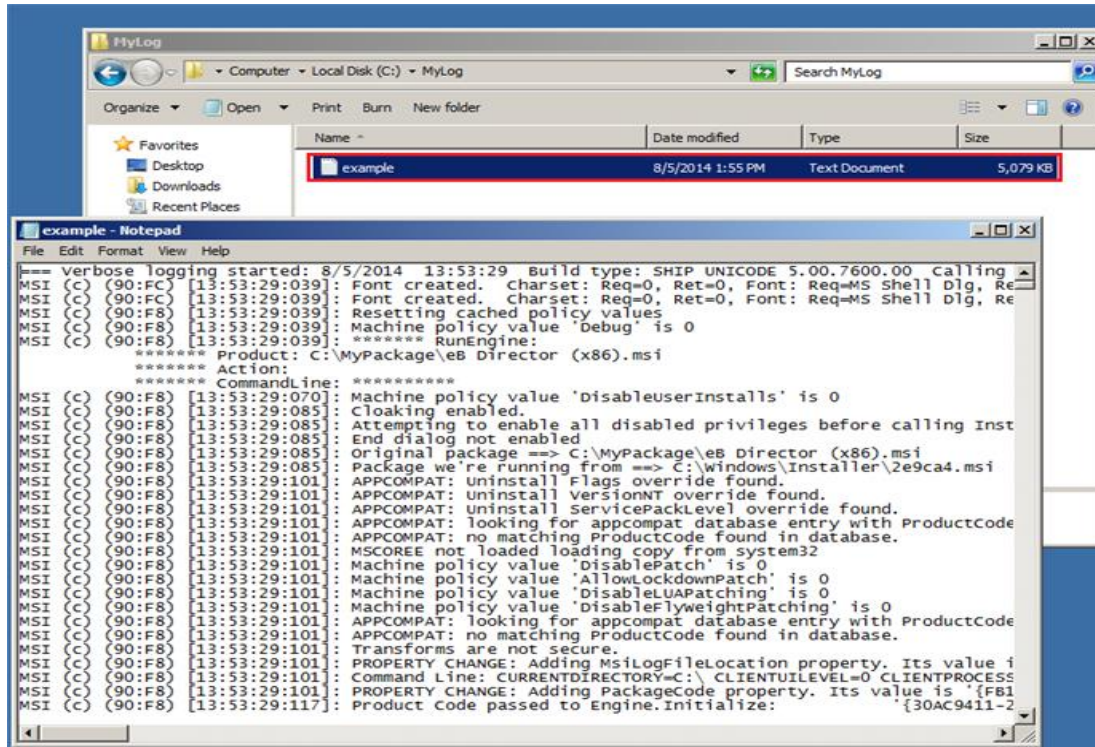 MyLog
Computer Local Disk (C:) MyLog Search MyLog
Organize Open Print Burn New folder
Favorites
Desktop
Downloads
Recent Places
Name Date modified Type Size
example 8/5/2014 1:55 PM Text Document 5,079 KB
example - Notepad
File Edit Format View Help
=== Verbose logging started: 8/5/2014  13:53:29  Build type: SHIP UNICODE 5.00.7600.00  Calling
MSI (c) (90:FC) [13:53:29:039]: Font created.  Charset: Req=0, Ret=0, Font: Req=MS Shell Dlg, Re
MSI (c) (90:FC) [13:53:29:039]: Font created.  Charset: Req=0, Ret=0, Font: Req=MS Shell Dlg, Re
MSI (c) (90:F8) [13:53:29:039]: Resetting cached policy values
MSI (c) (90:F8) [13:53:29:039]: Machine policy value 'Debug' is 0
MSI (c) (90:F8) [13:53:29:039]: ******* RunEngine:
******* Product: C:\MyPackage\eB Director (x86).msi
******* Action:
******* CommandLine: **********
MSI (c) (90:F8) [13:53:29:070]: Machine policy value 'DisableUserInstalls' is 0
MSI (c) (90:F8) [13:53:29:085]: Cloaking enabled.
MSI (c) (90:F8) [13:53:29:085]: Attempting to enable all disabled privileges before calling Inst
MSI (c) (90:F8) [13:53:29:085]: End dialog not enabled
MSI (c) (90:F8) [13:53:29:085]: Original package ==> C:\MyPackage\eB Director (x86).msi
MSI (c) (90:F8) [13:53:29:085]: Package we're running from ==> C:\Windows\Installer\2e9ca4.msi
MSI (c) (90:F8) [13:53:29:101]: APPCOMPAT: Uninstall Flags override found.
MSI (c) (90:F8) [13:53:29:101]: APPCOMPAT: Uninstall VersionNT override found.
MSI (c) (90:F8) [13:53:29:101]: APPCOMPAT: Uninstall ServicePackLevel override found.
MSI (c) (90:F8) [13:53:29:101]: APPCOMPAT: looking for appcompat database entry with ProductCode
MSI (c) (90:F8) [13:53:29:101]: APPCOMPAT: no matching ProductCode found in database.
MSI (c) (90:F8) [13:53:29:101]: MSCOREE not loaded loading copy from system32
MSI (c) (90:F8) [13:53:29:101]: Machine policy value 'DisablePatch' is 0
MSI (c) (90:F8) [13:53:29:101]: Machine policy value 'AllowLockdownPatch' is 0
MSI (c) (90:F8) [13:53:29:101]: Machine policy value 'DisableLUAPatching' is 0
MSI (c) (90:F8) [13:53:29:101]: Machine policy value 'DisableFlyWeightPatching' is 0
MSI (c) (90:F8) [13:53:29:101]: APPCOMPAT: looking for appcompat database entry with ProductCode
MSI (c) (90:F8) [13:53:29:101]: APPCOMPAT: no matching ProductCode found in database.
MSI (c) (90:F8) [13:53:29:101]: Transforms are not secure.
MSI (c) (90:F8) [13:53:29:101]: PROPERTY CHANGE: Adding MsiLogFileLocation property. Its value i
MSI (c) (90:F8) [13:53:29:101]: Command Line: CURRENTDIRECTORY=C:\ CLIENTUILEVEL=0 CLIENTPROCESS
MSI (c) (90:F8) [13:53:29:101]: PROPERTY CHANGE: Adding PackageCode property. Its value is '{FB1
MSI (c) (90:F8) [13:53:29:117]: Product Code passed to Engine.Initialize:           '{30AC9411-2